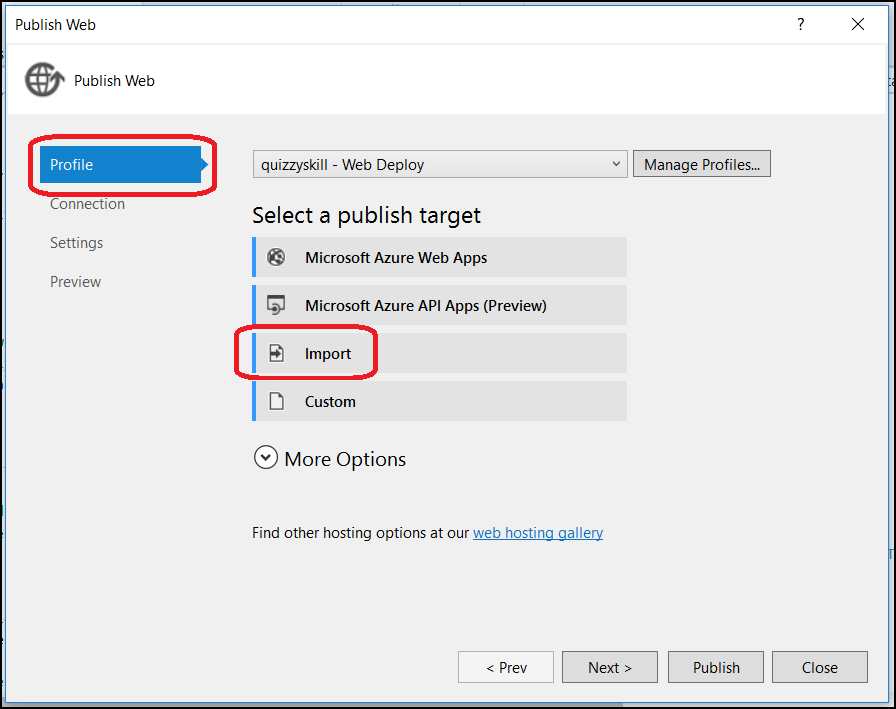 Publish Web
?
Publish Web
Profile
Connection
Settings
Preview
quizzyskill - Web Deploy
Manage Profiles...
Select a publish target
Microsoft Azure Web Apps
Microsoft Azure API Apps (Preview)
Import
Custom
More Options
Find other hosting options at our web hosting gallery
< Prev
Next >
Publish
Close